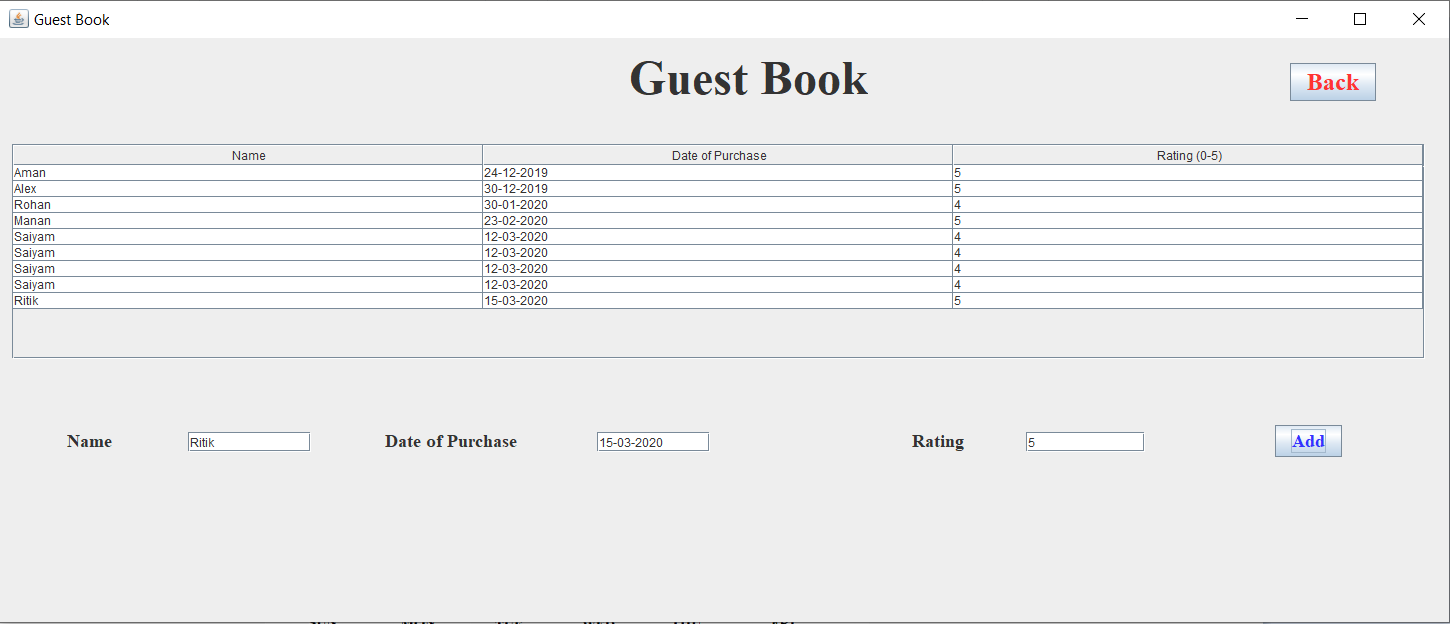 Guest Book
Guest Book
Back
Name Date of Purchase Rating (0-5)
Aman 24-12-2019 5
Alex 30-12-2019 5
Rohan 30-01-2020 4
Manan 23-02-2020 5
Saiyam 12-03-2020 4
Saiyam 12-03-2020 4
Saiyam 12-03-2020 4
Saiyam 12-03-2020 4
Ritik 15-03-2020 5
Name Ritik Date of Purchase 15-03-2020 Rating 5 Add